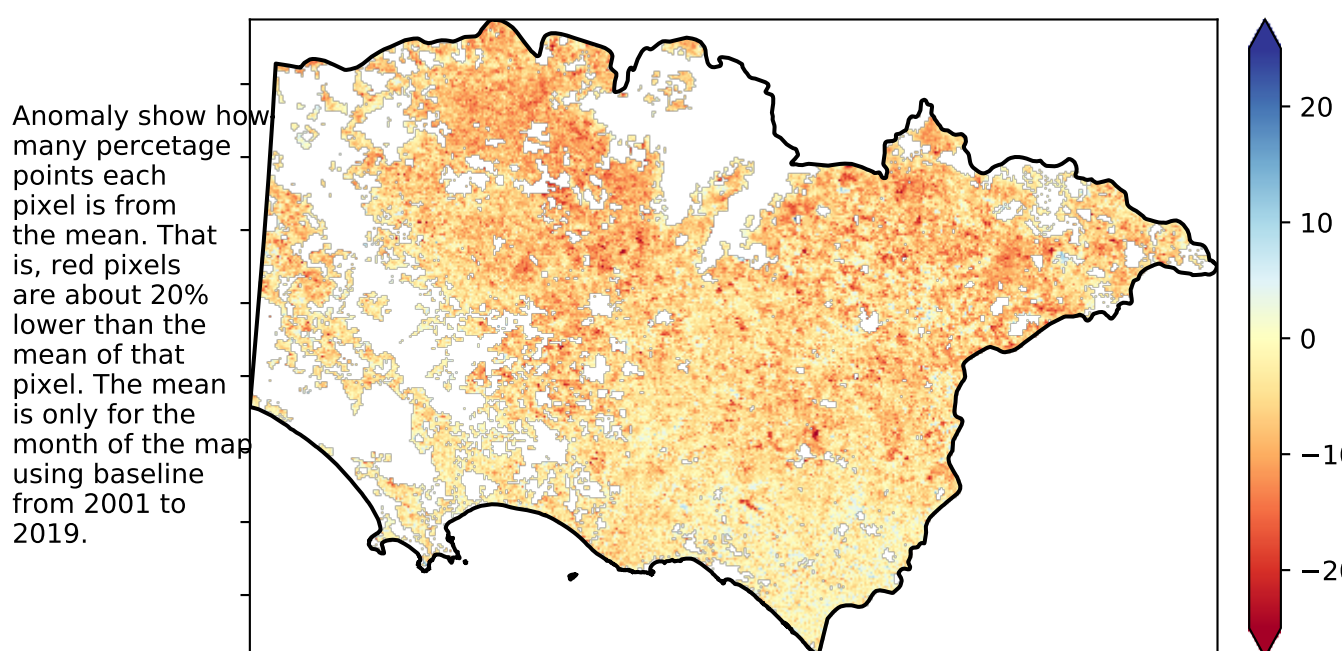 Anomaly show how
many percetage
points each
pixel is from
the mean. That
is, red pixels
are about 20%
lower than the
mean of that
pixel. The mean
is only for the
month of the map
using baseline
from 2001 to
2019.
20
10
0
−10
−20